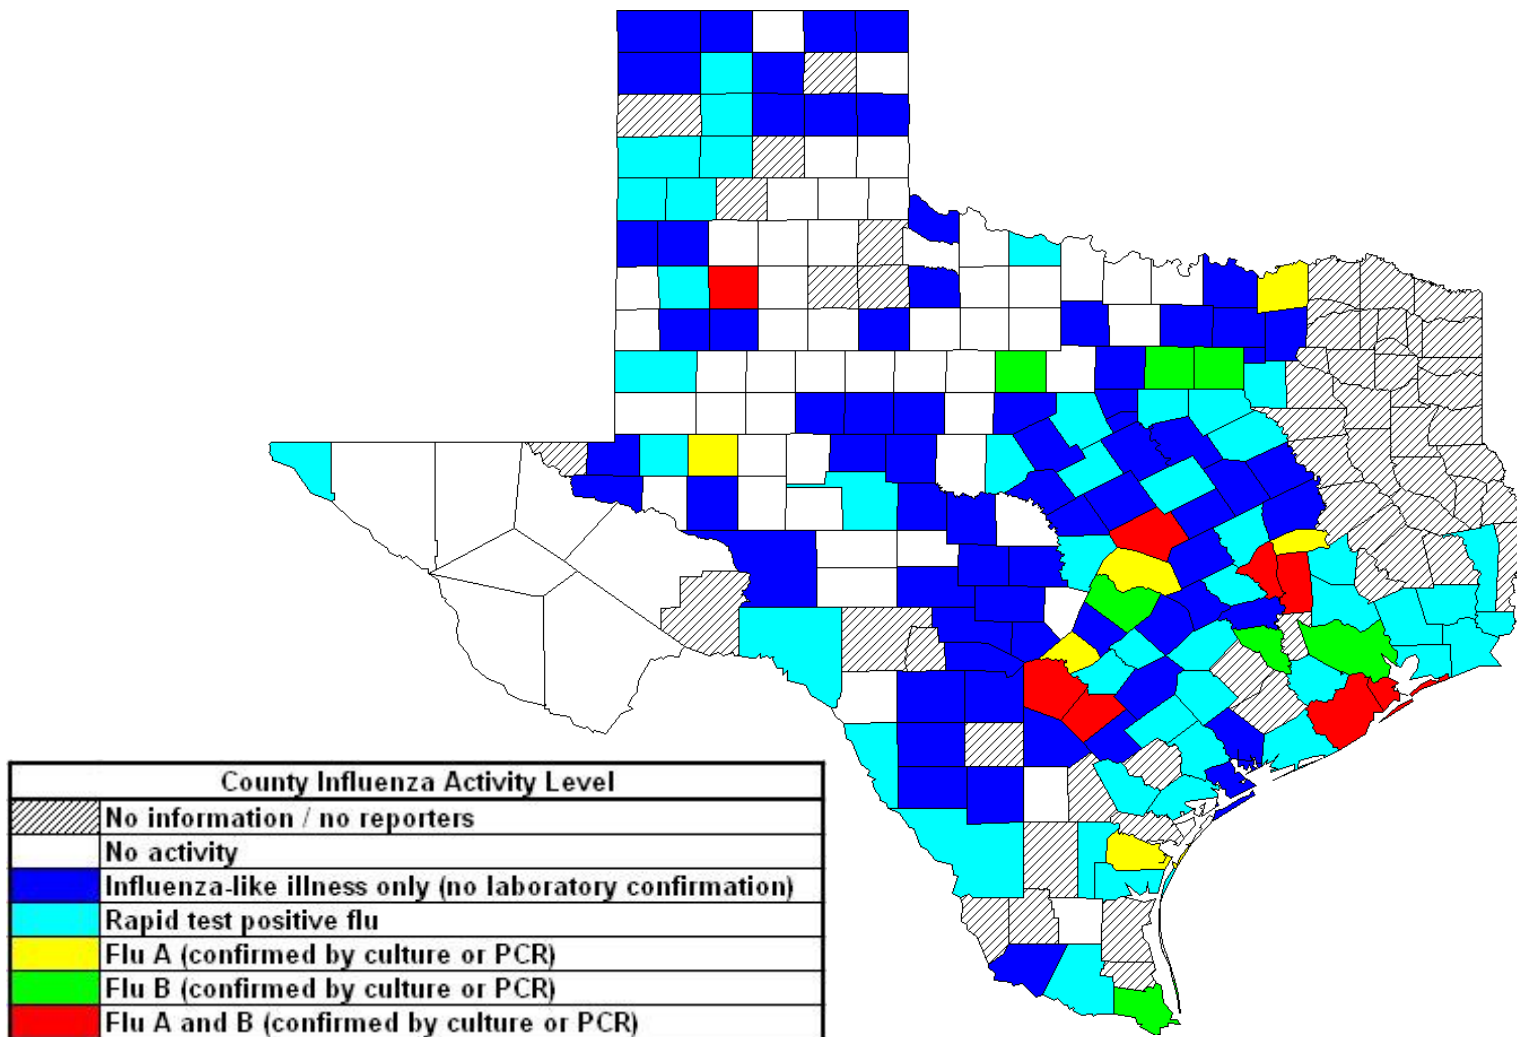 County Influenza Activity Level
No information / no reporters
No activity
Influenza-like illness only (no laboratory confirmation)
Rapid test positive flu
Flu A (confirmed by culture or PCR)
Flu B (confirmed by culture or PCR)
Flu A and B (confirmed by culture or PCR)